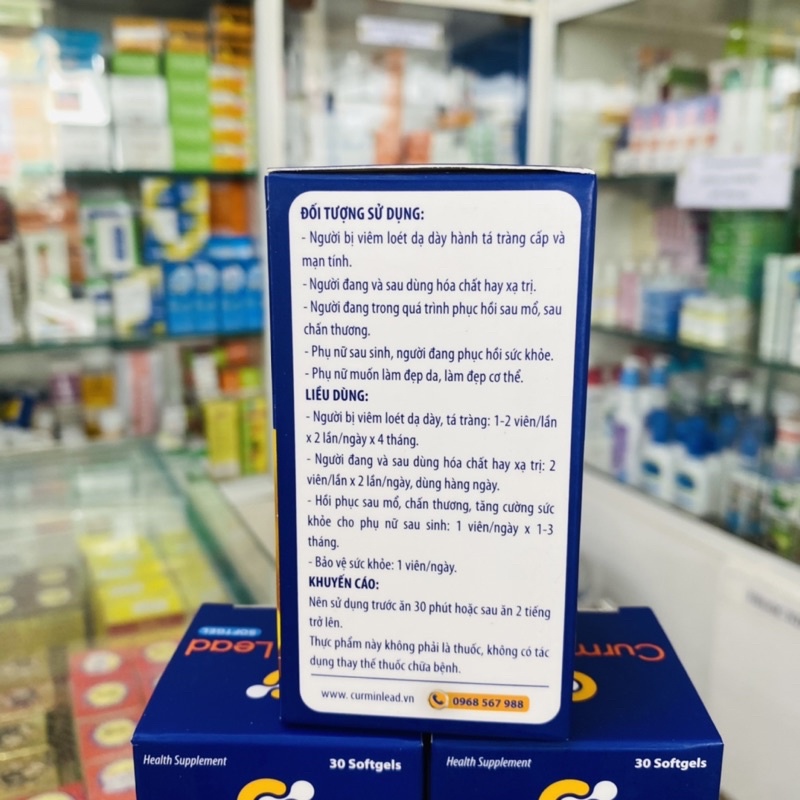 ĐỐI TƯỢNG SỬ DỤNG:
- Người bị viêm loét dạ dày hành tá tràng cấp và
mạn tính.
- Người đang và sau dùng hóa chất hay xạ trị.
- Người đang trong quá trình phục hồi sau mổ, sau
chấn thương.
- Phụ nữ sau sinh, người đang phục hồi sức khỏe.
- Phụ nữ muốn làm đẹp da, làm đẹp cơ thể.
LIỀU DÙNG:
- Người bị viêm loét dạ dày, tá tràng: 1-2 viên/lần
x 2 lần/ngày x 4 tháng.
- Người đang và sau dùng hóa chất hay xạ trị: 2
viên/lần x 2 lần/ngày, dùng hàng ngày.
- Hồi phục sau mổ, chấn thương, tăng cường sức
khỏe cho phụ nữ sau sinh: 1 viên/ngày x 1-3
tháng.
- Bảo vệ sức khỏe: 1 viên/ngày.
KHUYẾN CÁO:
Nên sử dụng trước ăn 30 phút hoặc sau ăn 2 tiếng
trở lên.
Thực phẩm này không phải là thuốc, không có tác
dụng thay thế thuốc chữa bệnh.
www. curminlead.vn 0968 567 988
SOFTGEL
Lead
Curm
Health Supplement 30 Softgels
Health Supplement 30 Softgels